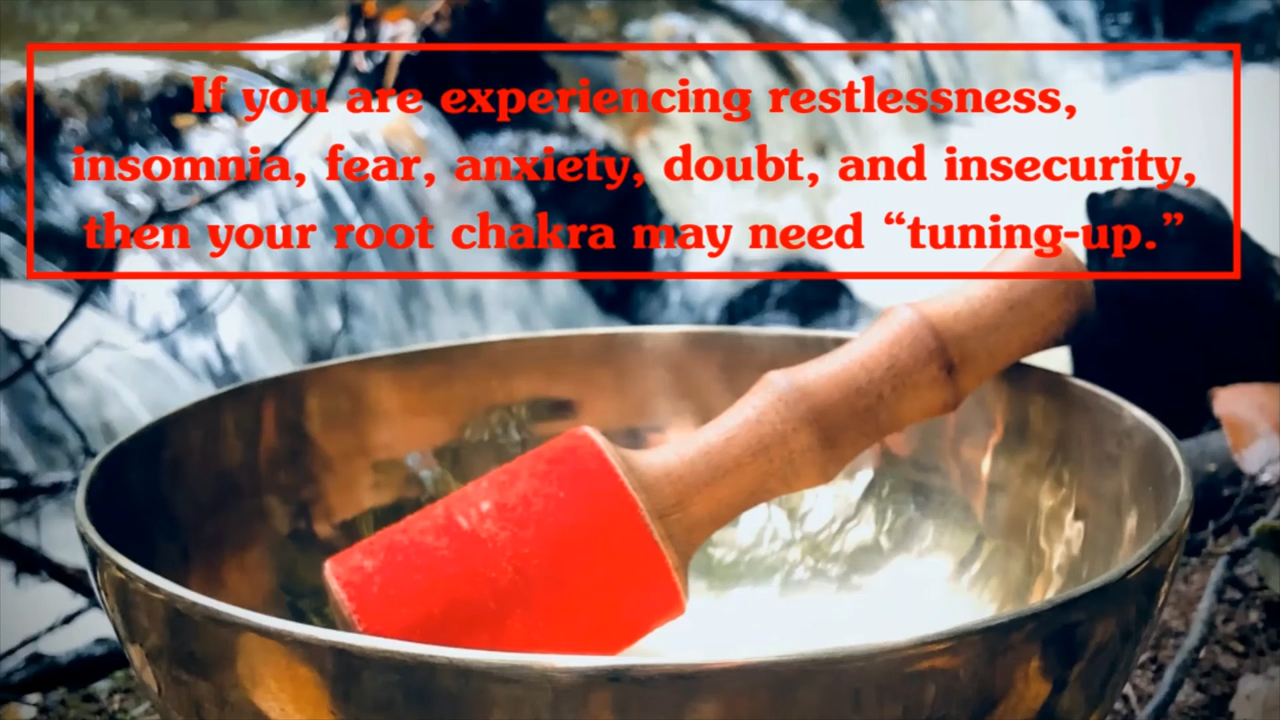 If you are experiencing restlessness,
insomnia, fear, anxiety, doubt, and insecurity,
then your root chakra may need “tuning-up.”